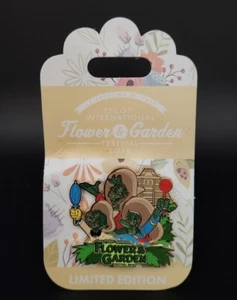 EPCOT
INTERNATIONAL
Flower & Garden
FESTIVAL
FLOWER &
GARDEN
LIMITED EDITION